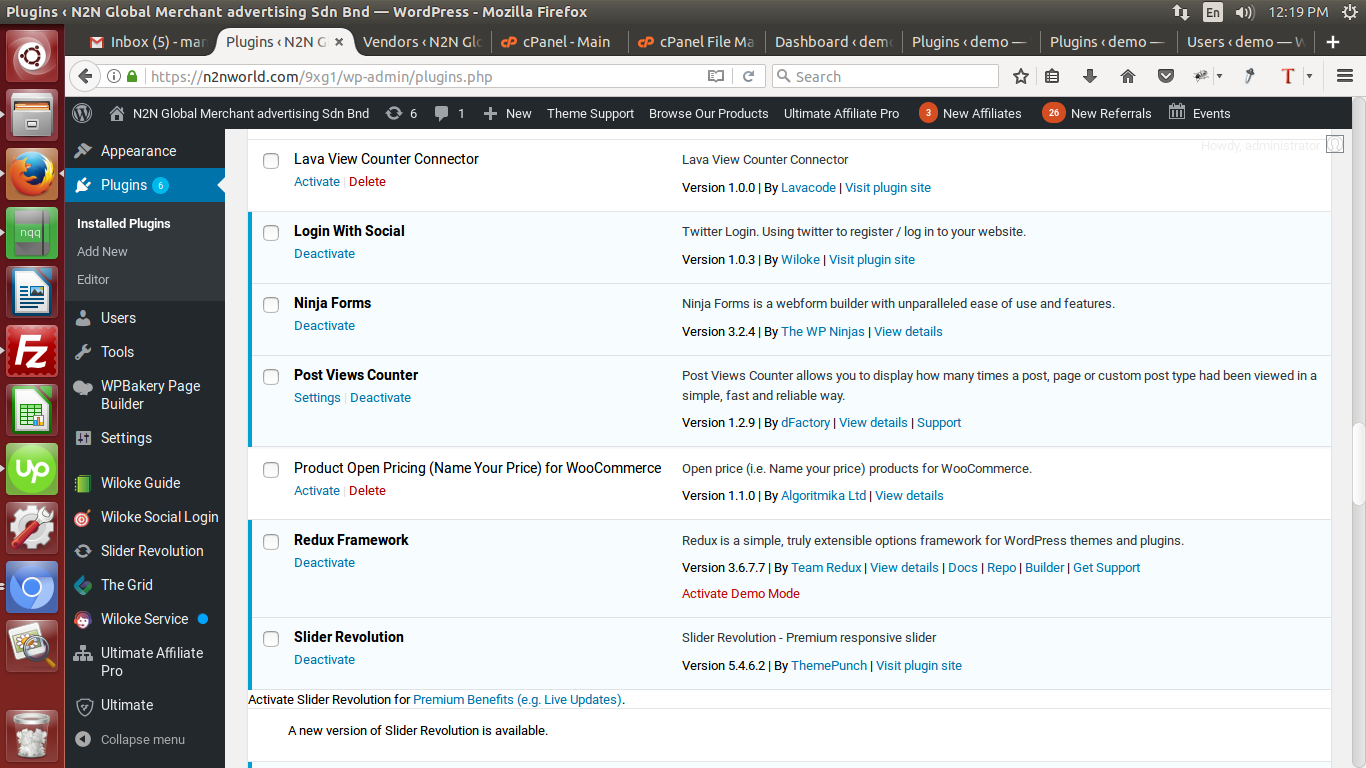 Plugins ‹ N2N Global Merchant advertising Sdn Bnd — WordPress - Mozilla Firefox
En
12:19 PM
Inbox (5) - mar
Plugins ‹ N2N G
Vendors ‹ N2N Glo
cPanel - Main
cPanel File Ma
Dashboard ‹ demo
Plugins ‹ demo —
Plugins ‹ demo —
Users ‹ demo — W
https://n2nworld.com/9xg1/wp-admin/plugins.php
Search
N2N Global Merchant advertising Sdn Bhd
6
1
New
Theme Support
Browse Our Products
Ultimate Affiliate Pro
3 New Affiliates
26 New Referrals
Events
Howdy, administrator
Appearance
Plugins 6
Installed Plugins
Add New
Editor
Users
Tools
WPBakery Page
Builder
Settings
Wiloke Guide
Wiloke Social Login
Slider Revolution
The Grid
Wiloke Service
Ultimate Affiliate
Pro
Ultimate
Collapse menu
nqq
Fz
up
Lava View Counter Connector
Activate | Delete
Lava View Counter Connector
Version 1.0.0 | By Lavacode | Visit plugin site
Login With Social
Deactivate
Twitter Login. Using twitter to register / log in to your website.
Version 1.0.3 | By Wiloke | Visit plugin site
Ninja Forms
Deactivate
Ninja Forms is a webform builder with unparalleled ease of use and features.
Version 3.2.4 | By The WP Ninjas | View details
Post Views Counter
Settings | Deactivate
Post Views Counter allows you to display how many times a post, page or custom post type had been viewed in a
simple, fast and reliable way.
Version 1.2.9 | By dFactory | View details | Support
Product Open Pricing (Name Your Price) for WooCommerce
Activate | Delete
Open price (i.e. Name your price) products for WooCommerce.
Version 1.1.0 | By Algoritmika Ltd | View details
Redux Framework
Deactivate
Redux is a simple, truly extensible options framework for WordPress themes and plugins.
Version 3.6.7.7 | By Team Redux | View details | Docs | Repo | Builder | Get Support
Activate Demo Mode
Slider Revolution
Deactivate
Slider Revolution - Premium responsive slider
Version 5.4.6.2 | By ThemePunch | Visit plugin site
Activate Slider Revolution for Premium Benefits (e.g. Live Updates).
A new version of Slider Revolution is available.